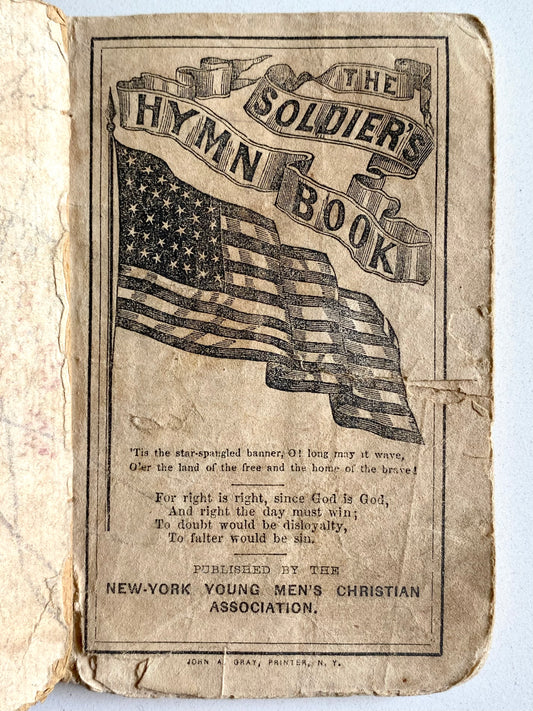 THE
SOLDIER'S
HYMN
BOOK
'Tis the star-spangled banner, O! long may it wave,
O'er the land of the free and the home of the brave!
For right is right, since God is God,
And right the day must win;
To doubt would be disloyalty,
To falter would be sin.
PUBLISHED BY THE
NEW-YORK YOUNG MEN'S CHRISTIAN
ASSOCIATION.
JOHN A. GRAY, PRINTER, N. Y.